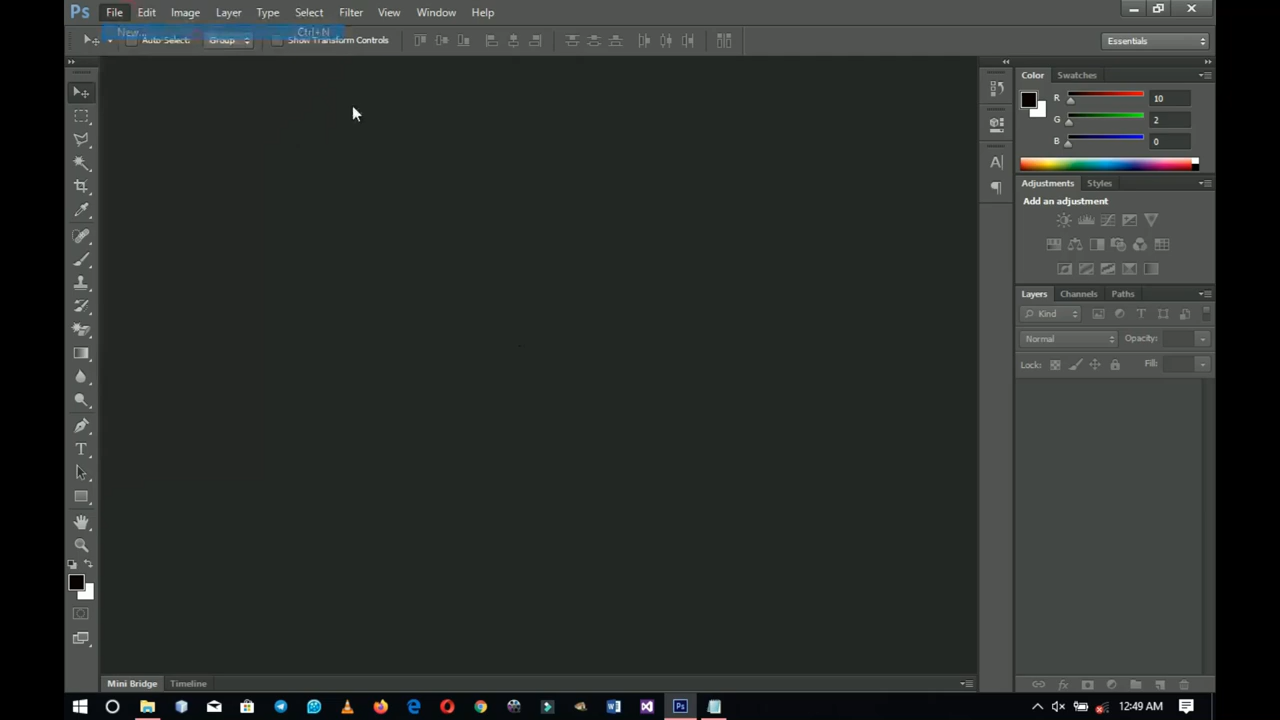 Ps File Edit Image Layer Type Select Filter View Window Help
New... Ctrl+N
Auto Select: Group Show Transform Controls Essentials
Color Swatches
R 10
G 2
B 0
Adjustments Styles
Add an adjustment
Layers Channels Paths
Kind
Normal Opacity:
Lock: Fill:
Mini Bridge Timeline
12:49 AM